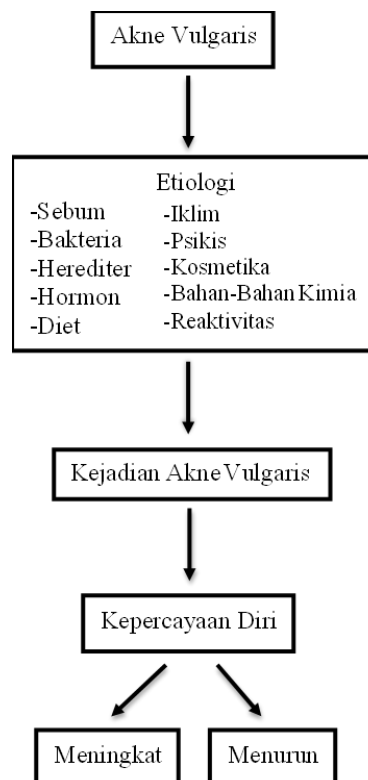 Akne Vulgaris
Etiologi
-Sebum
-Bakteria
-Herediter
-Hormon
-Diet
-Iklim
-Psikis
-Kosmetika
-Bahan-Bahan Kimia
-Reaktivitas
Kejadian Akne Vulgaris
Kepercayaan Diri
Meningkat
Menurun